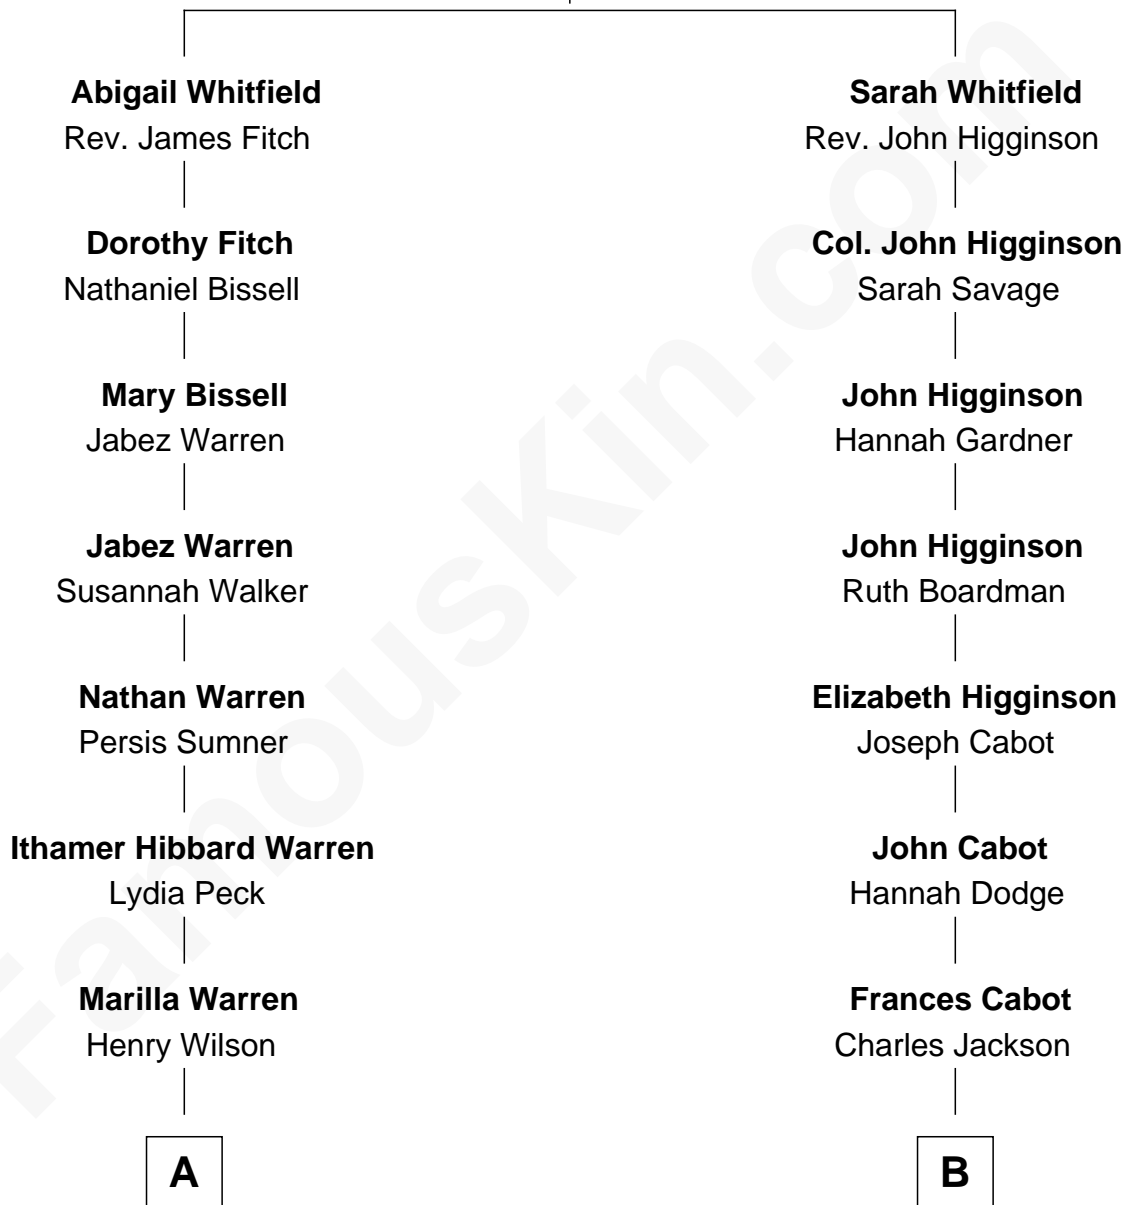 Abigail Whitfield
Rev. James Fitch
Dorothy Fitch
Nathaniel Bissell
Mary Bissell
Jabez Warren
Jabez Warren
Susannah Walker
Nathan Warren
Persis Sumner
Ithamer Hibbard Warren
Lydia Peck
Marilla Warren
Henry Wilson
A
Sarah Whitfield
Rev. John Higginson
Col. John Higginson
Sarah Savage
John Higginson
Hannah Gardner
John Higginson
Ruth Boardman
Elizabeth Higginson
Joseph Cabot
John Cabot
Hannah Dodge
Frances Cabot
Charles Jackson
B
FamousKin.com